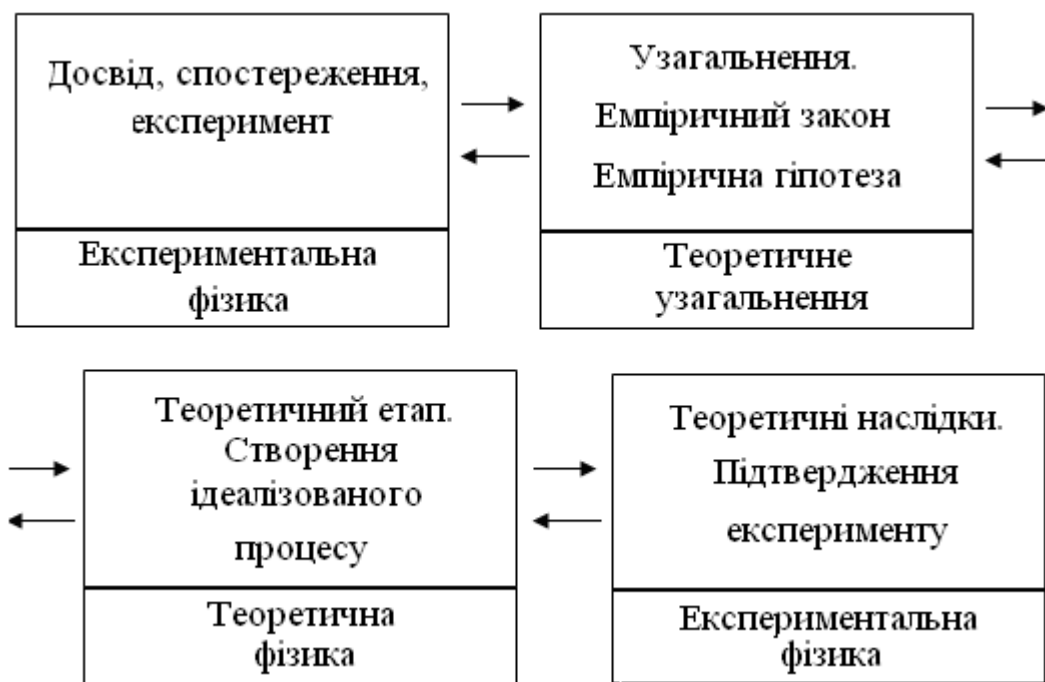 Досвід, спостереження,
експеримент
Експериментальна
фізика
Узагальнення.
Емпіричний закон
Емпірична гіпотеза
Теоретичне
узагальнення
Теоретичний етап.
Створення
ідеалізованого
процесу
Теоретична
фізика
Теоретичні наслідки.
Підтвердження
експерименту
Експериментальна
фізика